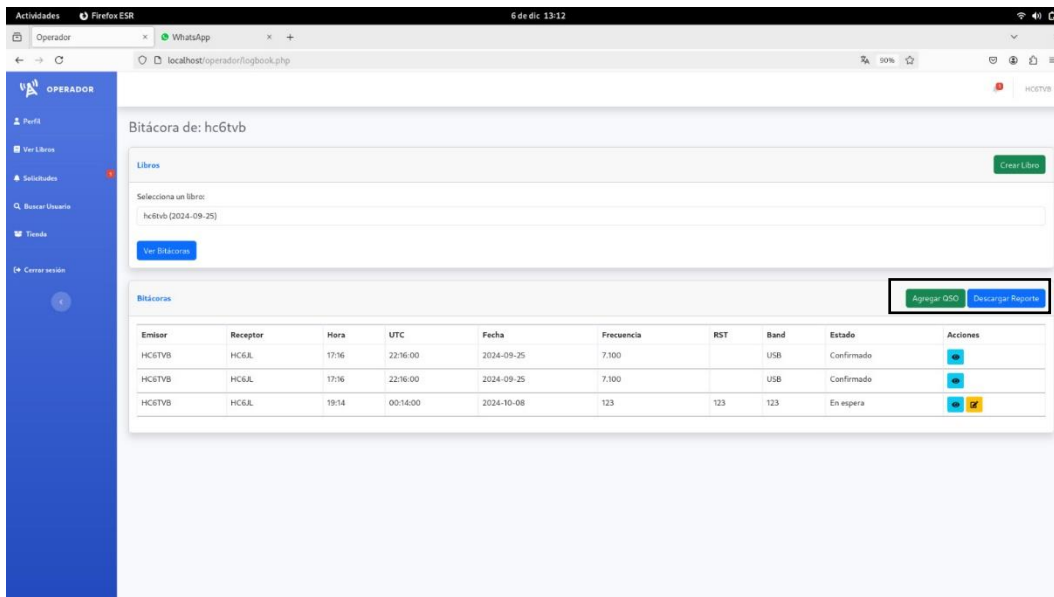 Actividades Firefox ESR 6 de dic 13:12
Operador × WhatsApp × +
localhost/operador/logbook.php 90%
OPERADOR HC6TVB
Perfil
Ver Libros
Solicitudes
Buscar Usuario
Tienda
Cerrar sesión
Bitácora de: hc6tvb
Libros Crear Libro
Selecciona un libro:
hc6tvb (2024-09-25)
Ver Bitácoras
Bitácoras Agregar QSO Descargar Reporte
Emisor Receptor Hora UTC Fecha Frecuencia RST Band Estado Acciones
HC6TVB HC6JL 17:16 22:16:00 2024-09-25 7.100 USB Confirmado
HC6TVB HC6JL 17:16 22:16:00 2024-09-25 7.100 USB Confirmado
HC6TVB HC6JL 19:14 00:14:00 2024-10-08 123 123 123 En espera